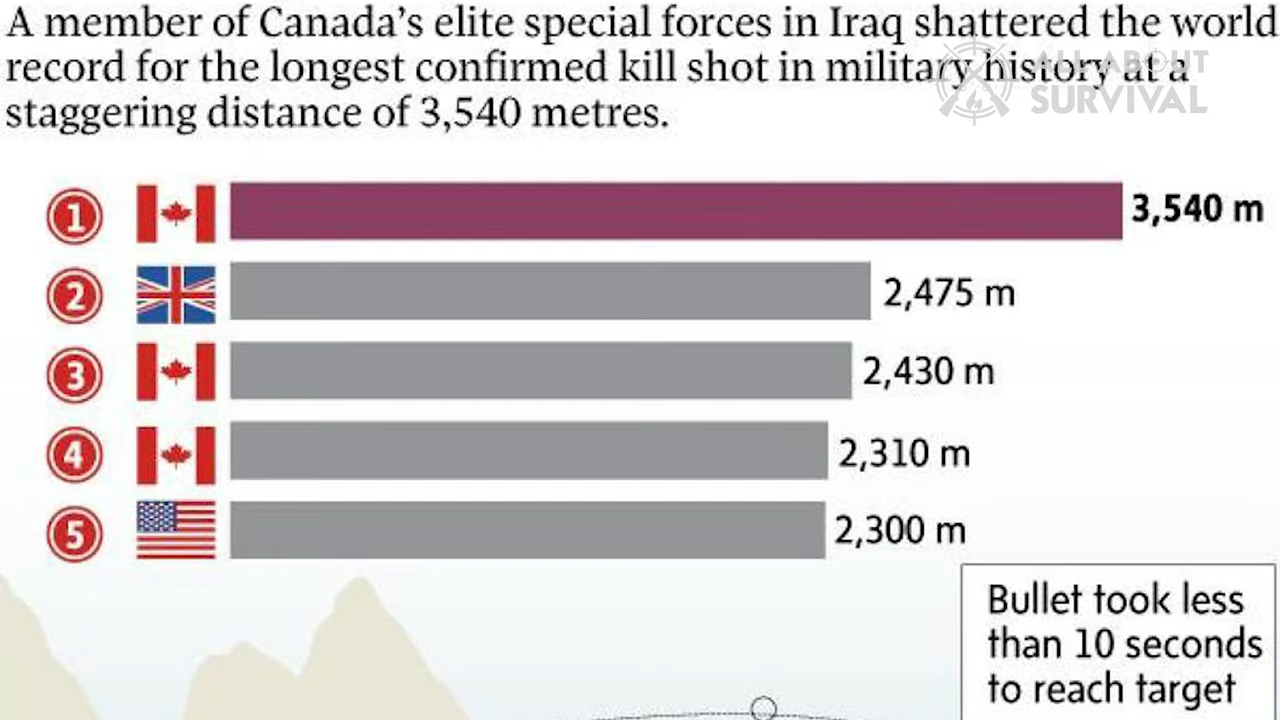 A member of Canada's elite special forces in Iraq shattered the world
record for the longest confirmed kill shot in military history at a
staggering distance of 3,540 metres.
ALL ABOUT
SURVIVAL
1 3,540 m
2 2,475 m
3 2,430 m
4 2,310 m
5 2,300 m
Bullet took less
than 10 seconds
to reach target